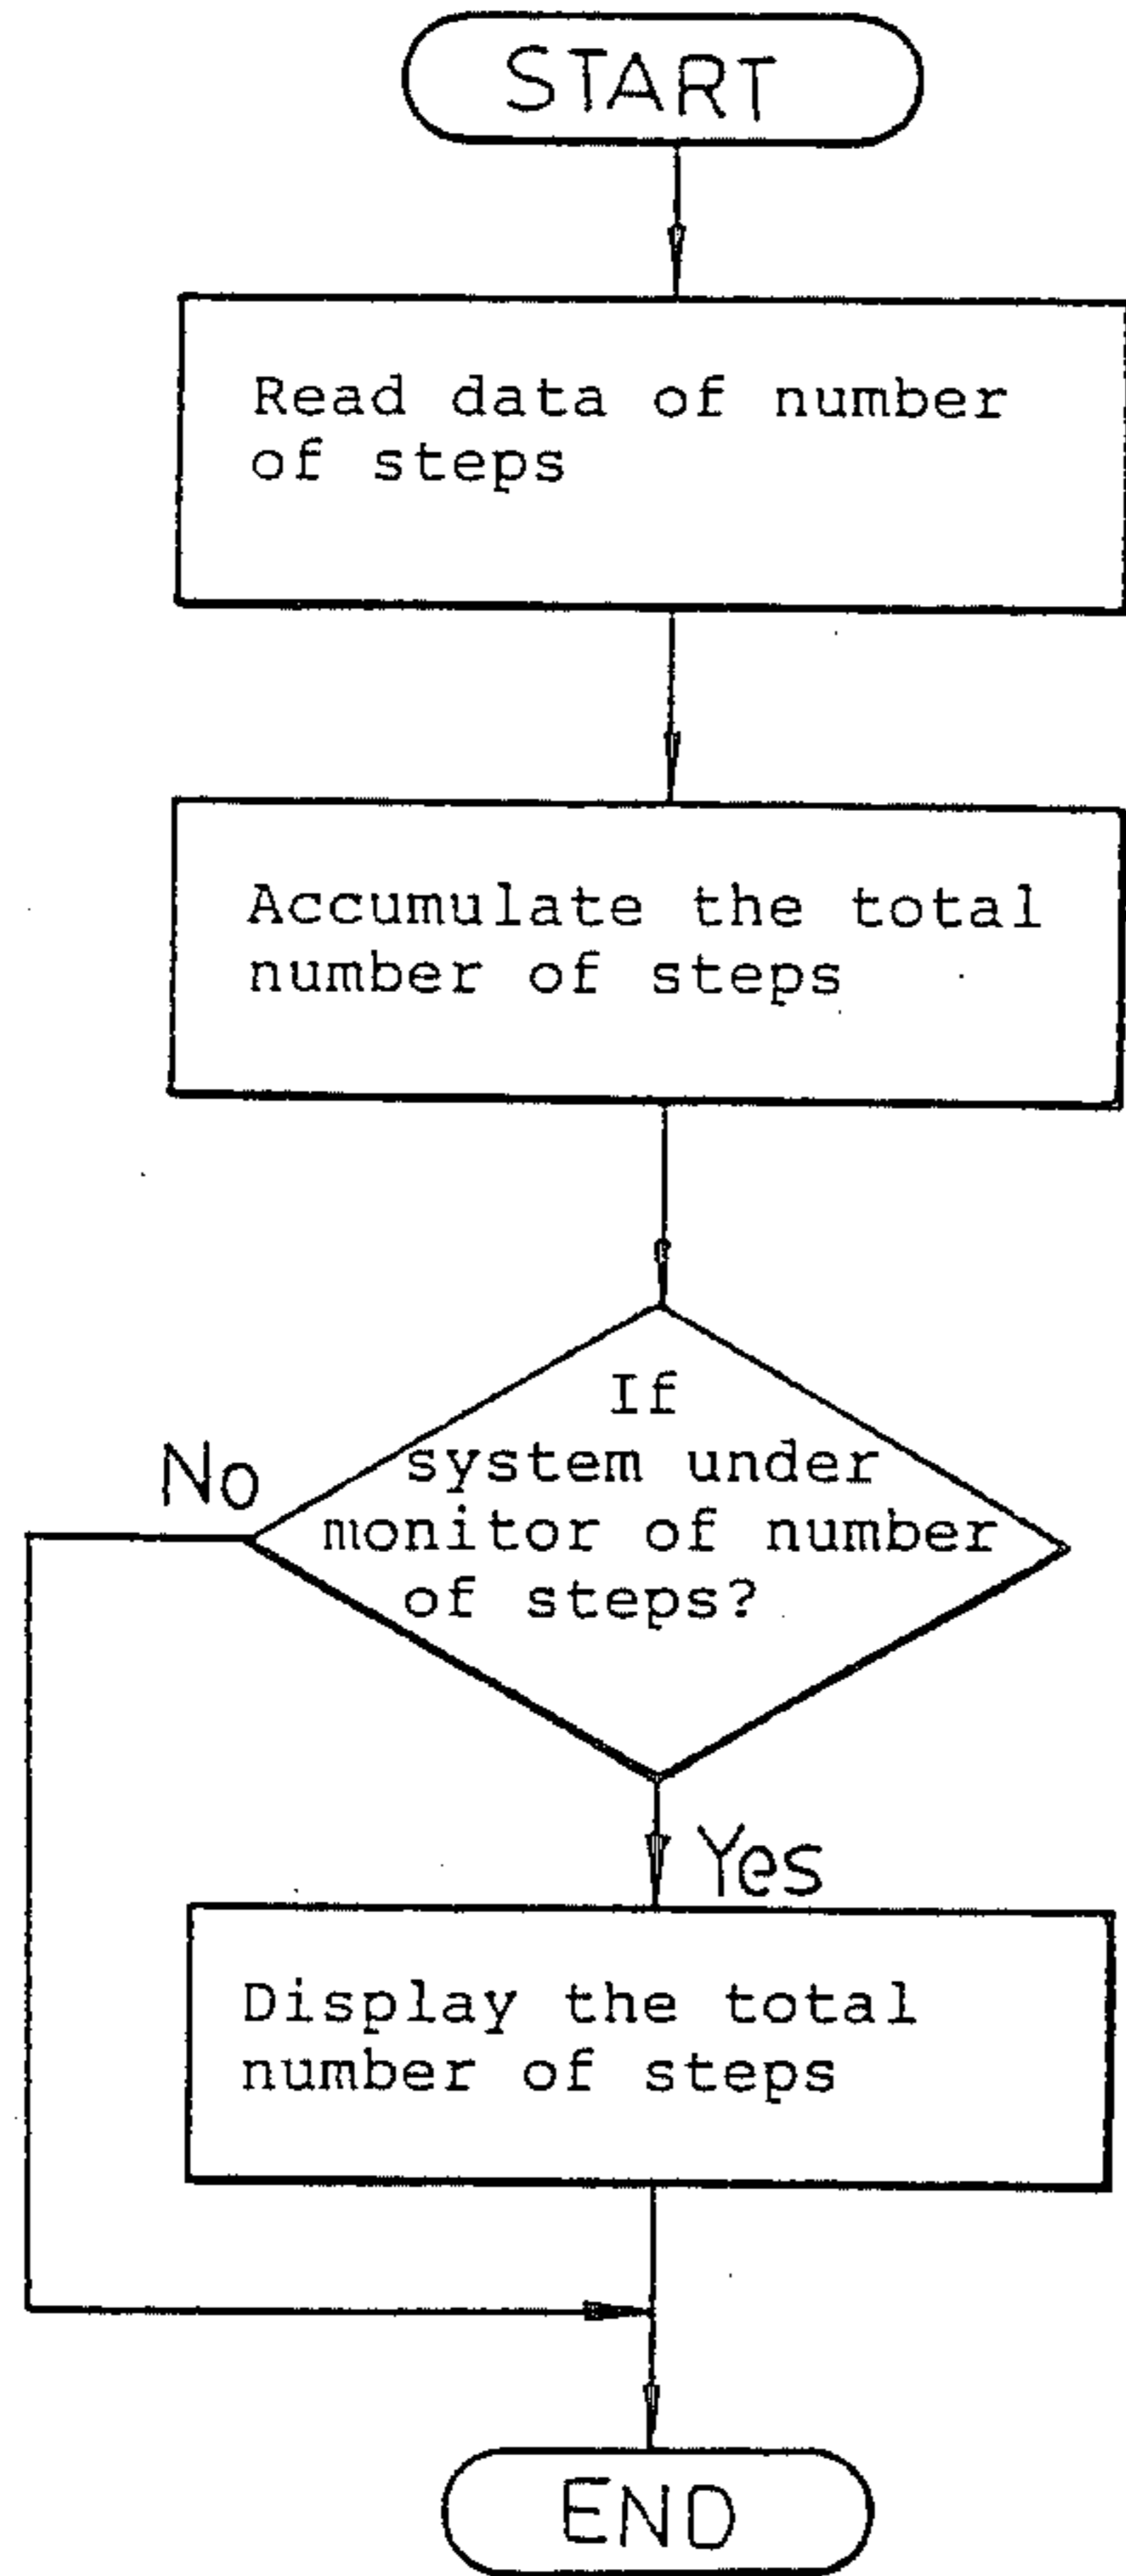 START
Read data of number
of steps
Accumulate the total
number of steps
If
system under
monitor of number
of steps?
No
Yes
Display the total
number of steps
END